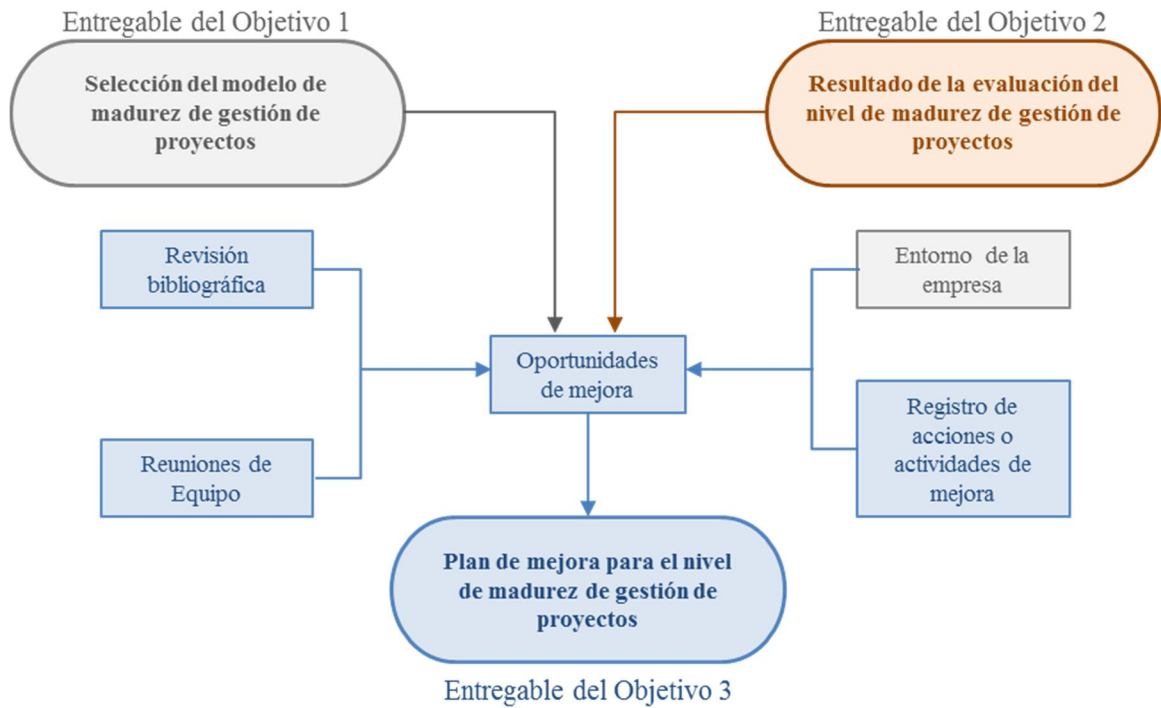 Entregable del Objetivo 1
Selección del modelo de
madurez de gestión de
proyectos
Entregable del Objetivo 2
Resultado de la evaluación del
nivel de madurez de gestión de
proyectos
Revisión
bibliográfica
Entorno de la
empresa
Oportunidades
de mejora
Reuniones de
Equipo
Registro de
acciones o
actividades de
mejora
Plan de mejora para el nivel
de madurez de gestión de
proyectos
Entregable del Objetivo 3